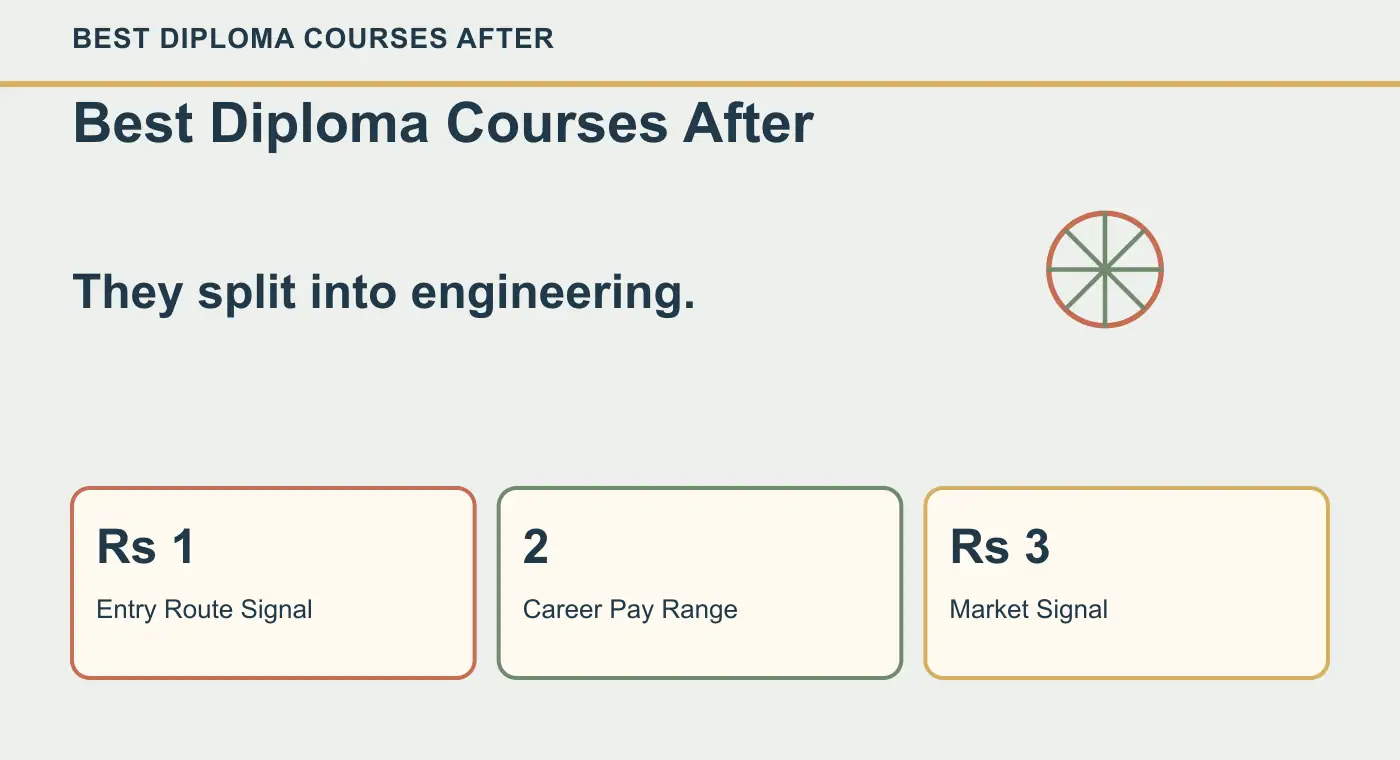 BEST DIPLOMA COURSES AFTER
Best Diploma Courses After
They split into engineering.
Rs 1
Entry Route Signal
2
Career Pay Range
Rs 3
Market Signal